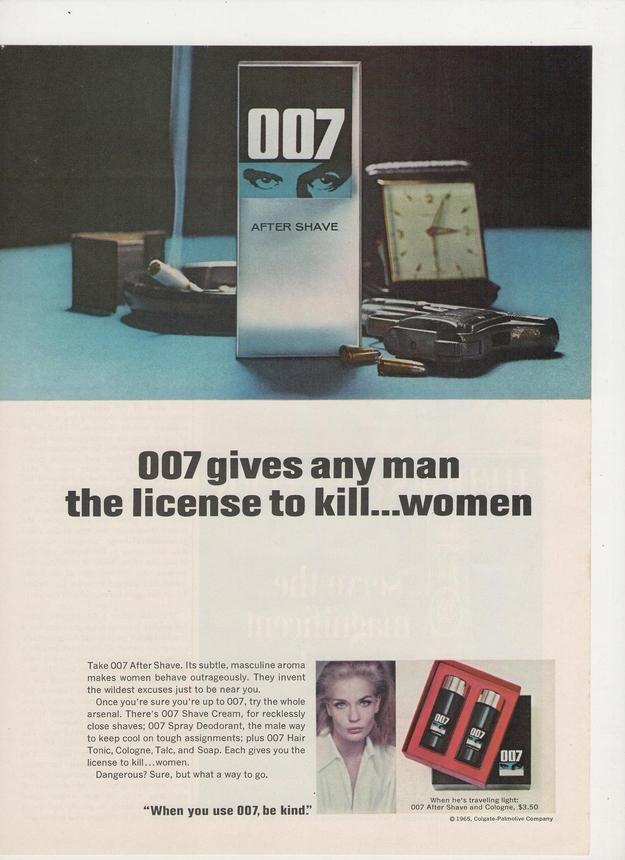 007
AFTER SHAVE
007 gives any man
the license to kill...women
Take 007 After Shave. Its subtle, masculine aroma
makes women behave outrageously. They invent
the wildest excuses just to be near you.
Once you're sure you're up to 007, try the whole
arsenal. There's 007 Shave Cream, for recklessly
close shaves; 007 Spray Deodorant, the male way
to keep cool on tough assignments; plus 007 Hair
Tonic, Cologne, Talc, and Soap. Each gives you the
license to kill...women.
Dangerous? Sure, but what a way to go.
"When you use 007, be kind."
007
007
007
When he's traveling light:
007 After Shave and Cologne, $3.50
© 1965, Colgate-Palmolive Company